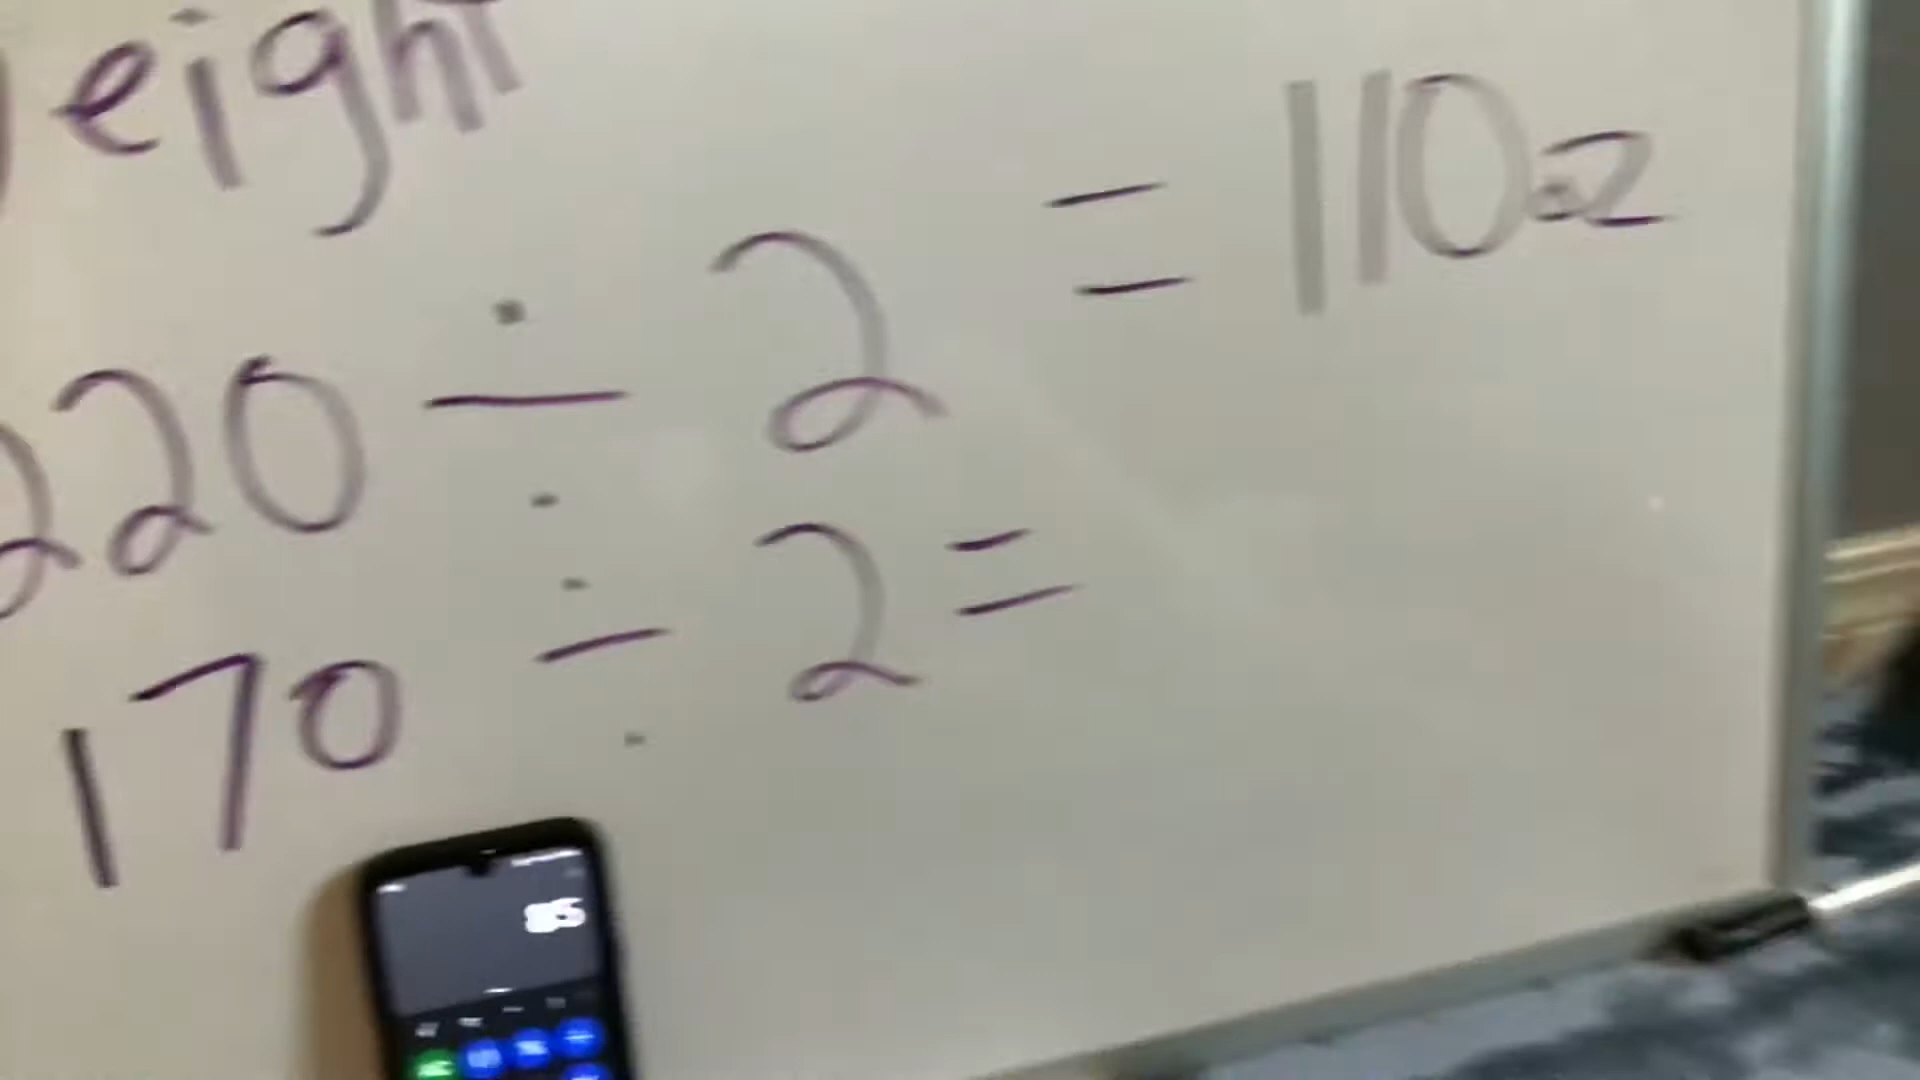 eight
220 ÷ 2 = 110oz
170 ÷ 2 =
85